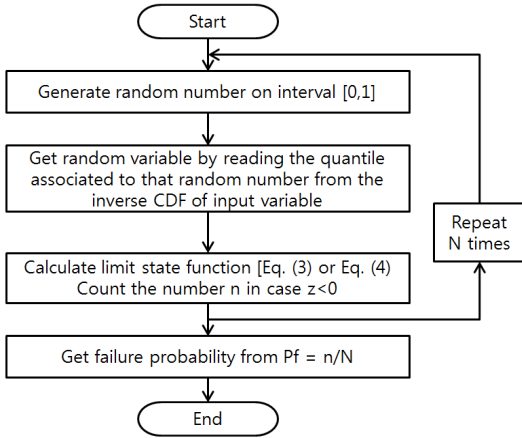 Start
Generate random number on interval [0,1]
Get random variable by reading the quantile
associated to that random number from the
inverse CDF of input variable
Repeat
N times
Calculate limit state function [Eq. (3) or Eq. (4)
Count the number n in case z<0
Get failure probability from Pf = n/N
End